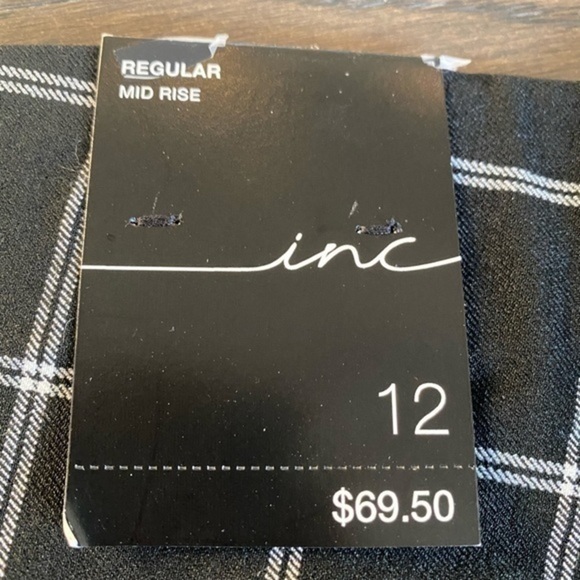 REGULAR
MID RISE
inc
12
$69.50